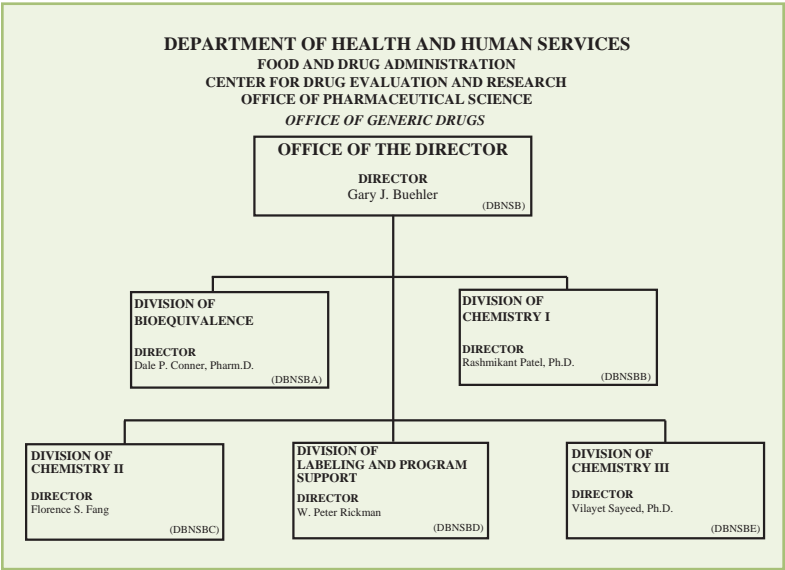 DEPARTMENT OF HEALTH AND HUMAN SERVICES
FOOD AND DRUG ADMINISTRATION
CENTER FOR DRUG EVALUATION AND RESEARCH
OFFICE OF PHARMACEUTICAL SCIENCE
OFFICE OF GENERIC DRUGS
OFFICE OF THE DIRECTOR
DIRECTOR
Gary J. Buehler
(DBNSB)
DIVISION OF
BIOEQUIVALENCE
DIRECTOR
Dale P. Conner, Pharm.D.
(DBNSBA)
DIVISION OF
CHEMISTRY I
DIRECTOR
Rashmikant Patel, Ph.D.
(DBNSBB)
DIVISION OF
CHEMISTRY II
DIRECTOR
Florence S. Fang
(DBNSBC)
DIVISION OF
LABELING AND PROGRAM
SUPPORT
DIRECTOR
W. Peter Rickman
(DBNSBD)
DIVISION OF
CHEMISTRY III
DIRECTOR
Vilayet Sayeed, Ph.D.
(DBNSBE)